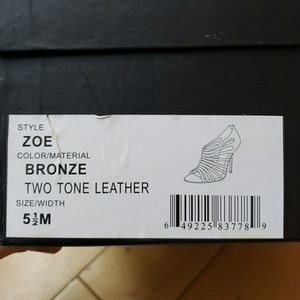 STYLE
ZOE
COLOR/MATERIAL
BRONZE
TWO TONE LEATHER
SIZE/WIDTH
5½M
6 49225 83778 9